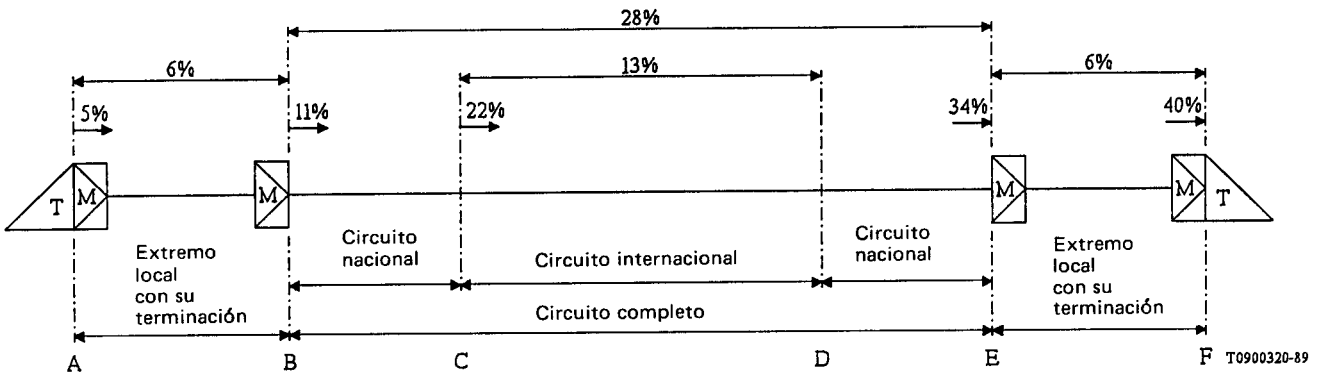 28%
6%
13%
6%
5%
11%
22%
34%
40%
T
M
M
M
M
T
Extremo
local
con su
terminación
Circuito
nacional
Circuito internacional
Circuito
nacional
Extremo
local
con su
terminación
Circuito completo
A
B
C
D
E
F
T0900320-89